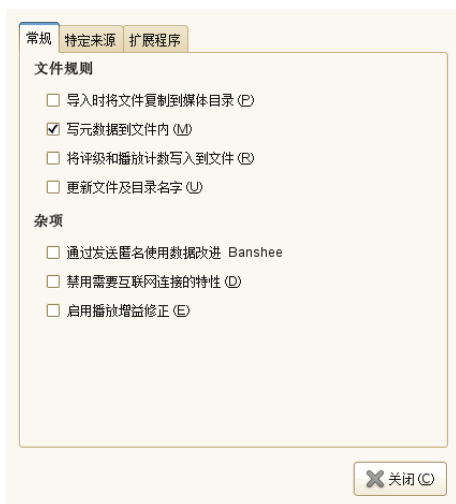 常规 特定来源 扩展程序
文件规则
导入时将文件复制到媒体目录 (P)
写元数据到文件内 (M)
将评级和播放计数写入到文件 (R)
更新文件及目录名字 (U)
杂项
通过发送匿名使用数据改进 Banshee
禁用需要互联网连接的特性 (D)
启用播放增益修正 (E)
关闭 (C)